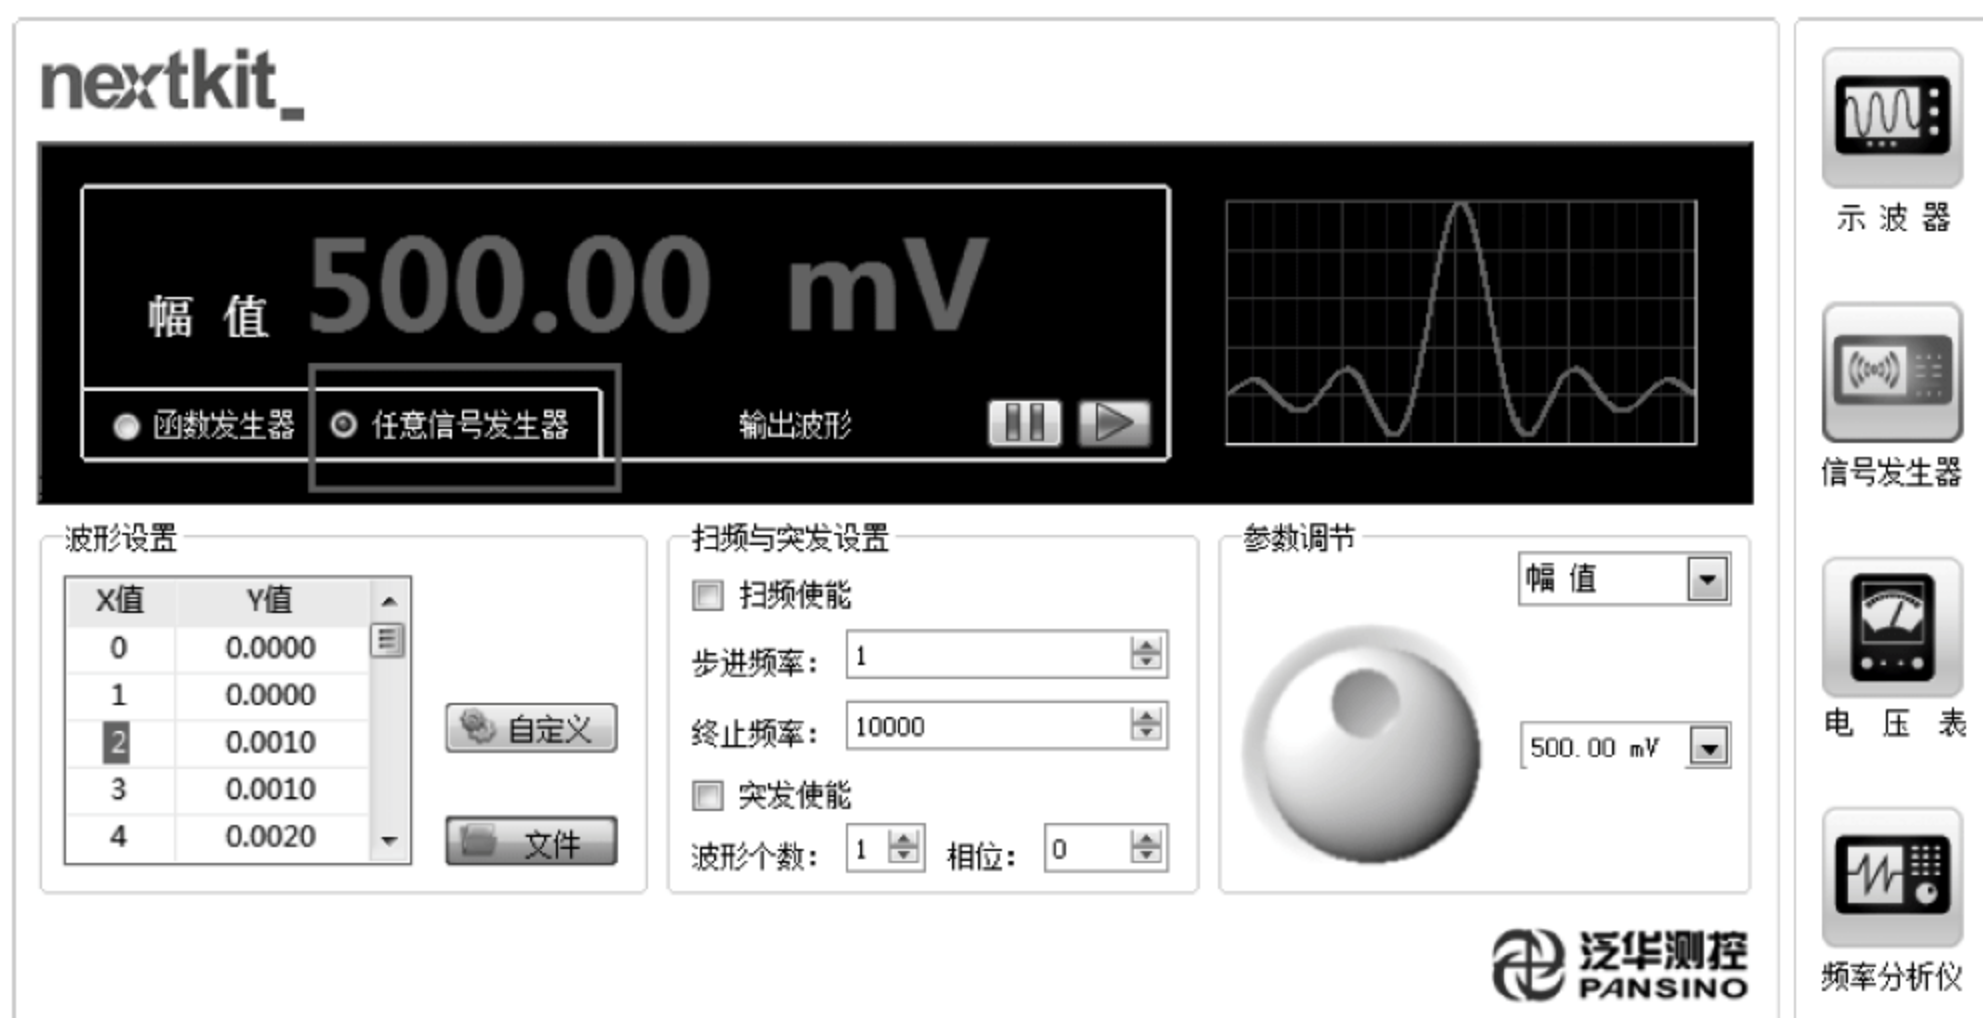 nextkit_
幅 值 500.00 mV
函数发生器 任意信号发生器 输出波形
波形设置
X值 Y值
0 0.0000
1 0.0000
2 0.0010
3 0.0010
4 0.0020
自定义
文件
扫频与突发设置
扫频使能
步进频率: 1
终止频率: 10000
突发使能
波形个数: 1 相位: 0
参数调节
幅 值
500.00 mV
泛华测控
PANSINO
示 波 器
信号发生器
电 压 表
频率分析仪